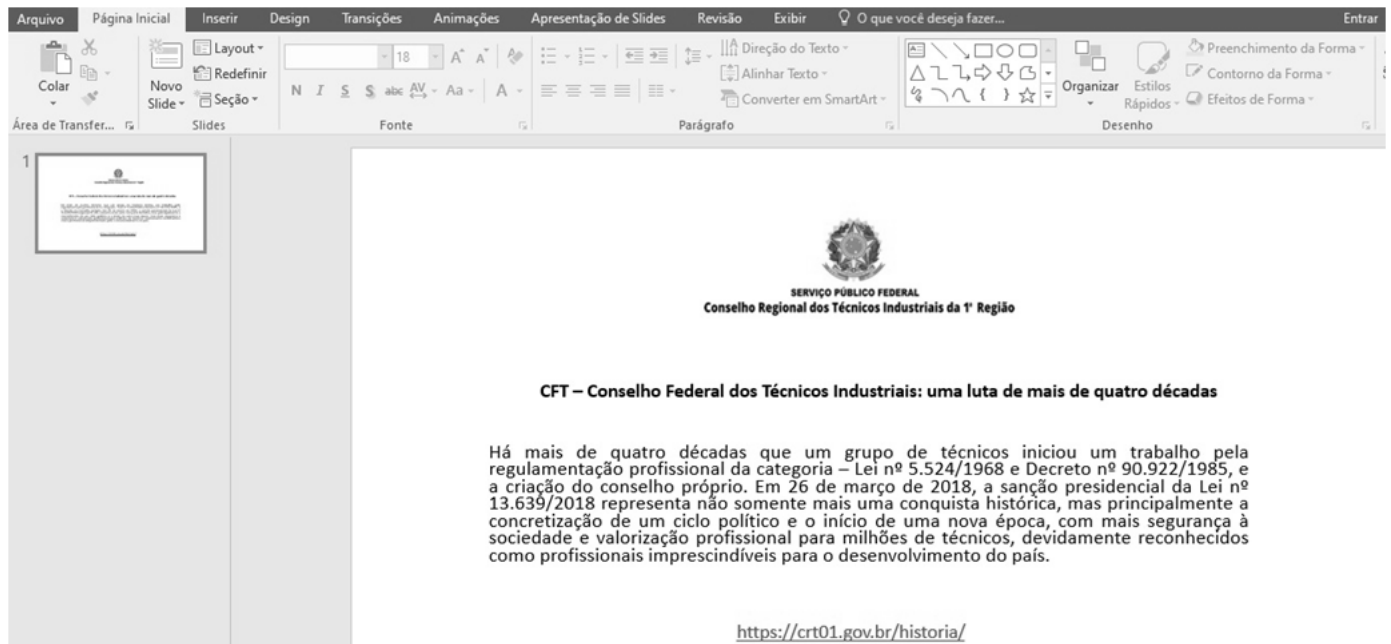 Arquivo Página Inicial Inserir Design Transições Animações Apresentação de Slides Revisão Exibir O que você deseja fazer... Entrar
Colar
Área de Transfer...
Novo Slide
Layout
Redefinir
Seção
Slides
18
N I S S abc AV Aa A
Fonte
Direção do Texto
Alinhar Texto
Converter em SmartArt
Parágrafo
Organizar
Estilos Rápidos
Preenchimento da Forma
Contorno da Forma
Efeitos de Forma
Desenho
1
SERVIÇO PÚBLICO FEDERAL
Conselho Regional dos Técnicos Industriais da 1ª Região
CFT – Conselho Federal dos Técnicos Industriais: uma luta de mais de quatro décadas
Há mais de quatro décadas que um grupo de técnicos iniciou um trabalho pela
regulamentação profissional da categoria – Lei nº 5.524/1968 e Decreto nº 90.922/1985, e
a criação do conselho próprio. Em 26 de março de 2018, a sanção presidencial da Lei nº
13.639/2018 representa não somente mais uma conquista histórica, mas principalmente a
concretização de um ciclo político e o início de uma nova época, com mais segurança à
sociedade e valorização profissional para milhões de técnicos, devidamente reconhecidos
como profissionais imprescindíveis para o desenvolvimento do país.
https://crt01.gov.br/historia/